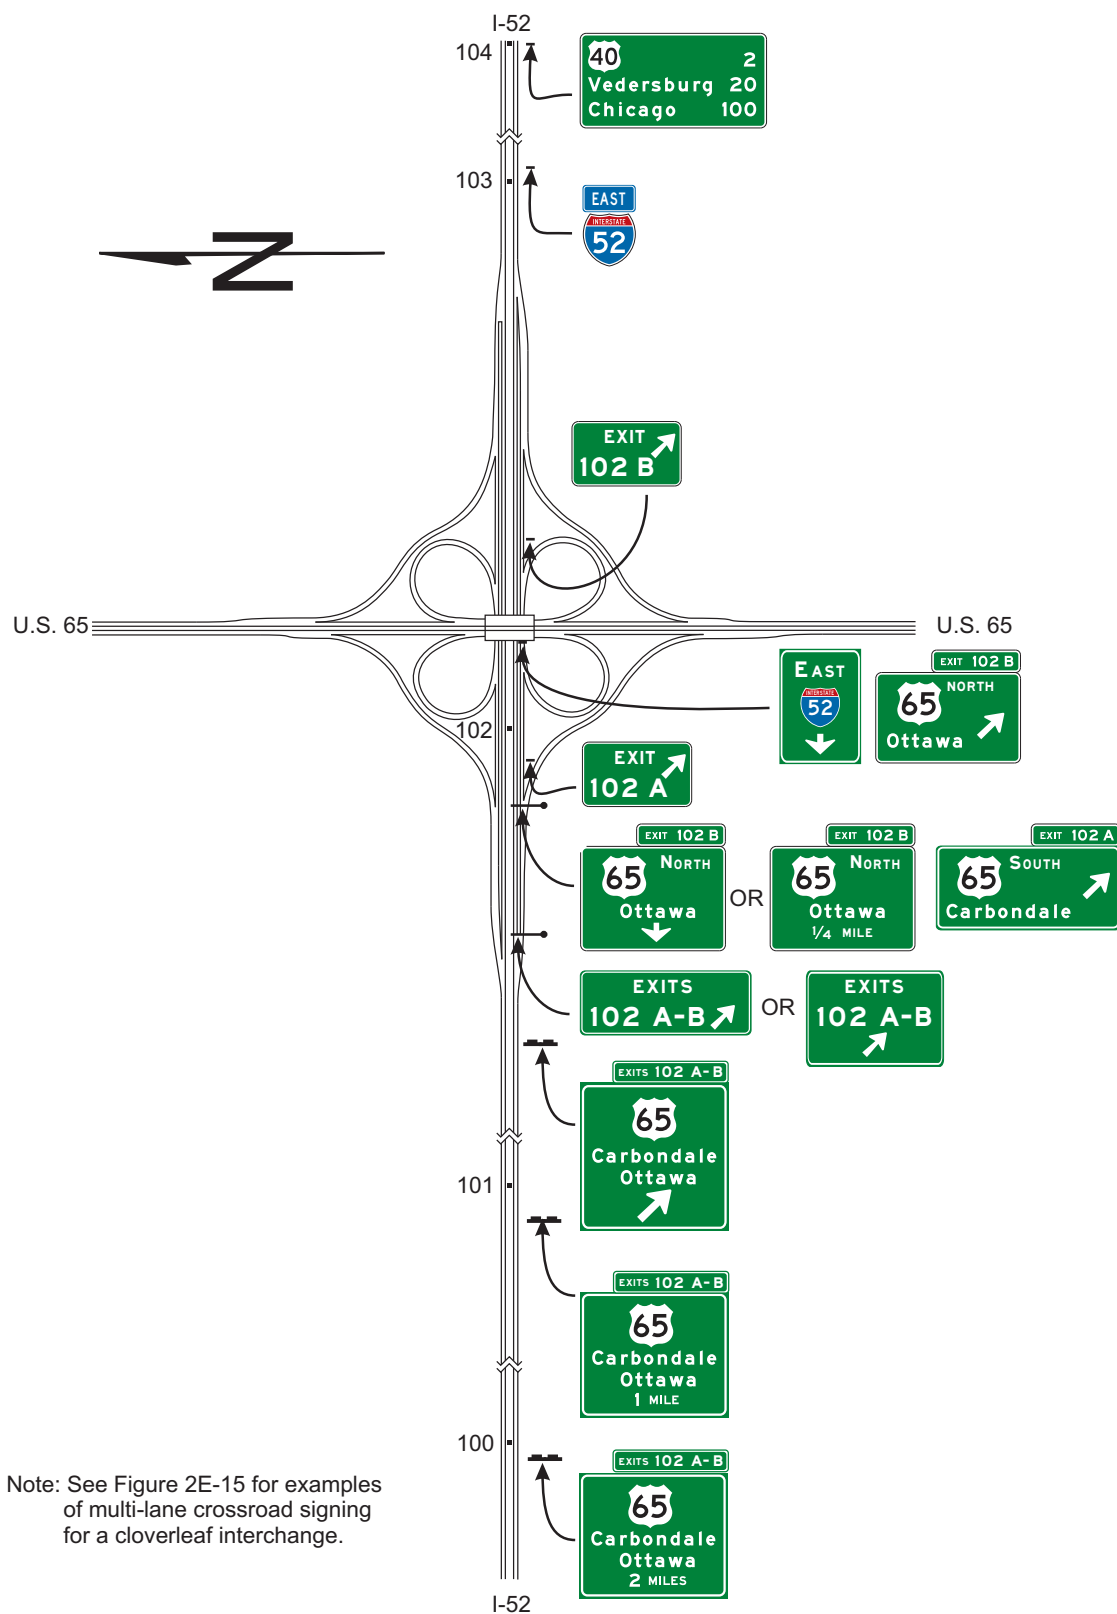 I-52
104
40 2
Vedersburg 20
Chicago 100
103
EAST
INTERSTATE
52
N
EXIT
102 B
U.S. 65
U.S. 65
EAST
INTERSTATE
52
EXIT 102 B
65 NORTH
Ottawa
102
EXIT
102 A
EXIT 102 B
65 NORTH
Ottawa
OR
EXIT 102 B
65 NORTH
Ottawa
1/4 MILE
EXIT 102 A
65 SOUTH
Carbondale
EXITS
102 A-B
OR
EXITS
102 A-B
EXITS 102 A-B
65
Carbondale
Ottawa
101
EXITS 102 A-B
65
Carbondale
Ottawa
1 MILE
100
EXITS 102 A-B
65
Carbondale
Ottawa
2 MILES
Note: See Figure 2E-15 for examples
of multi-lane crossroad signing
for a cloverleaf interchange.
I-52